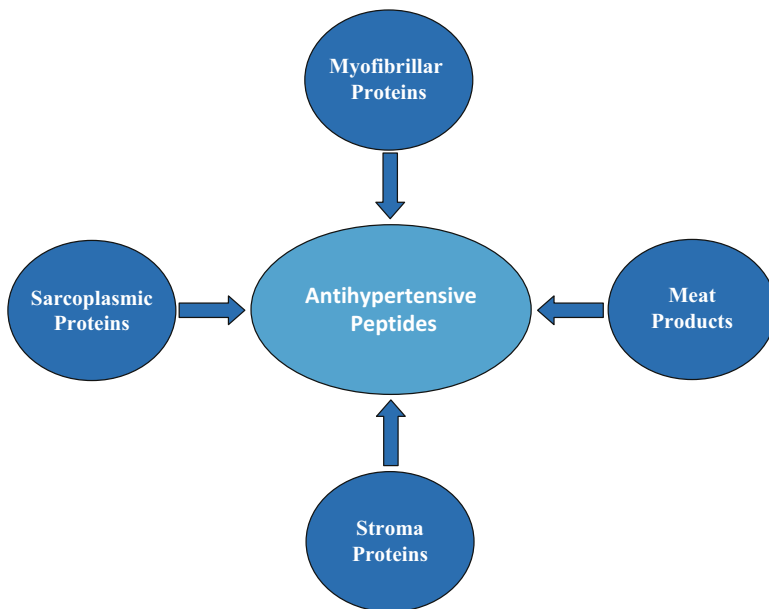 Myofibrillar
Proteins
Sarcoplasmic
Proteins
Antihypertensive
Peptides
Meat
Products
Stroma
Proteins